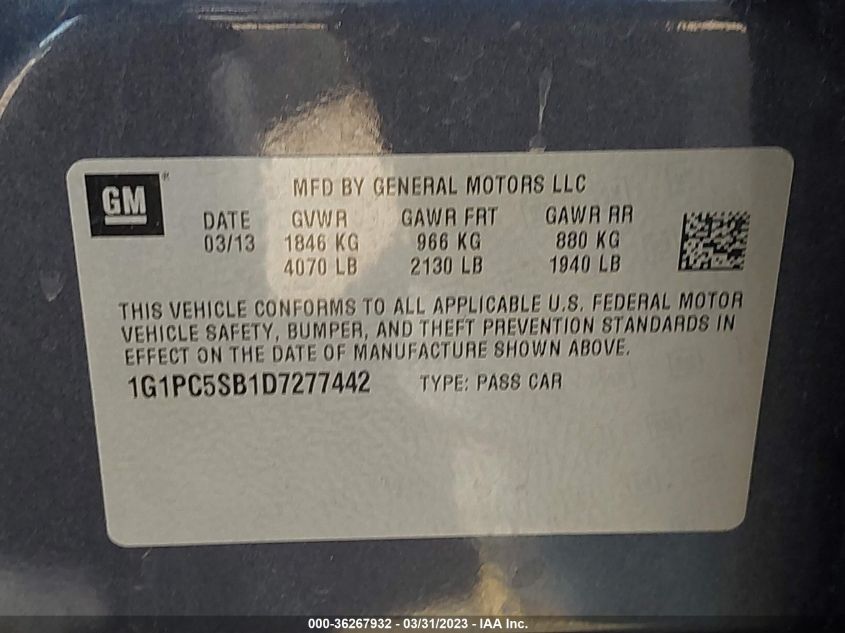 GM®
MFD BY GENERAL MOTORS LLC
DATE GVWR GAWR FRT GAWR RR
03/13 1846 KG 966 KG 880 KG
4070 LB 2130 LB 1940 LB
THIS VEHICLE CONFORMS TO ALL APPLICABLE U.S. FEDERAL MOTOR
VEHICLE SAFETY, BUMPER, AND THEFT PREVENTION STANDARDS IN
EFFECT ON THE DATE OF MANUFACTURE SHOWN ABOVE.
1G1PC5SB1D7277442 TYPE: PASS CAR
000-36267932 - 03/31/2023 - IAA Inc.